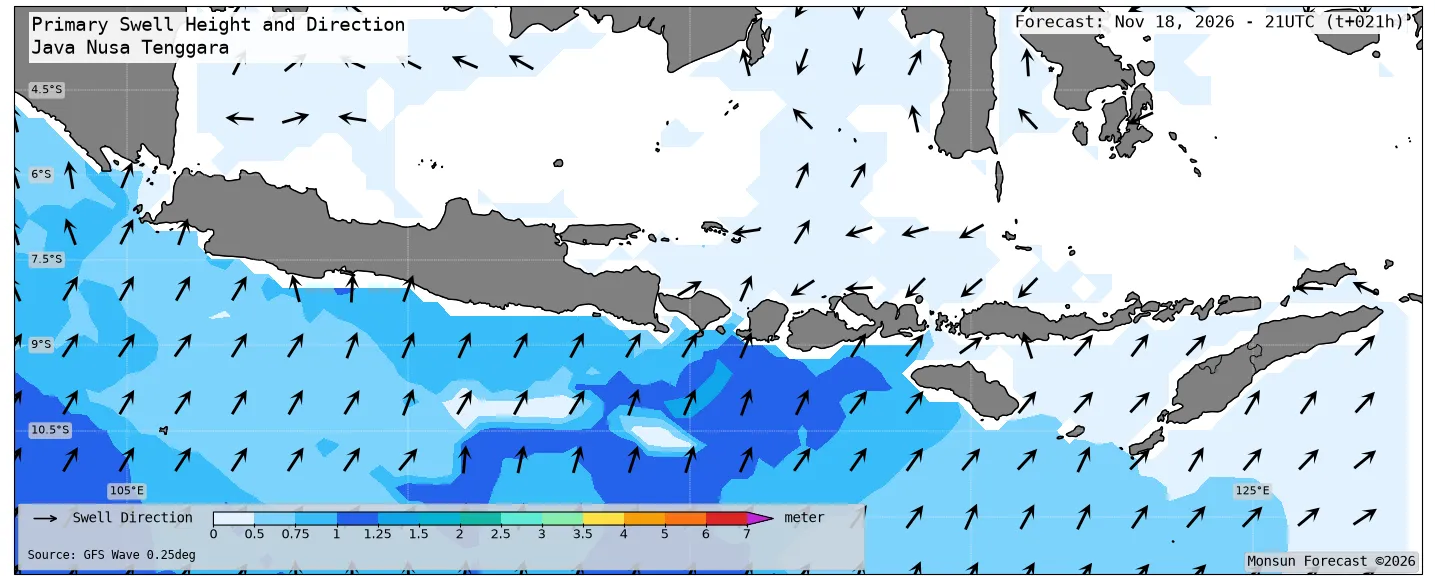 Primary Swell Height and Direction
Java Nusa Tenggara
Forecast: Nov 18, 2026 - 21UTC (t+021h)
4.5°S
6°S
7.5°S
9°S
10.5°S
105°E
125°E
Swell Direction
0 0.5 0.75 1 1.25 1.5 2 2.5 3 3.5 4 5 6 7
meter
Source: GFS Wave 0.25deg
Monsun Forecast ©2026